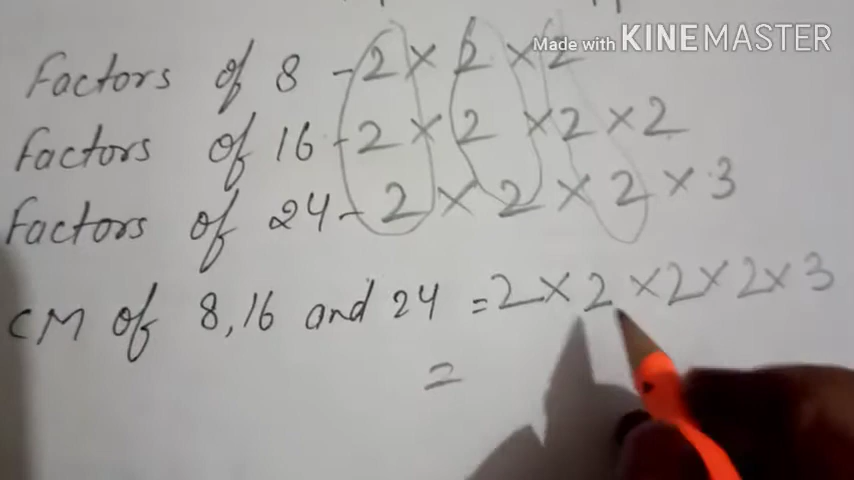 Made with KINEMASTER
Factors of 8 - 2 × 2 × 2
Factors of 16 - 2 × 2 × 2 × 2
Factors of 24 - 2 × 2 × 2 × 3
CM of 8, 16 and 24 = 2 × 2 × 2 × 2 × 3
=